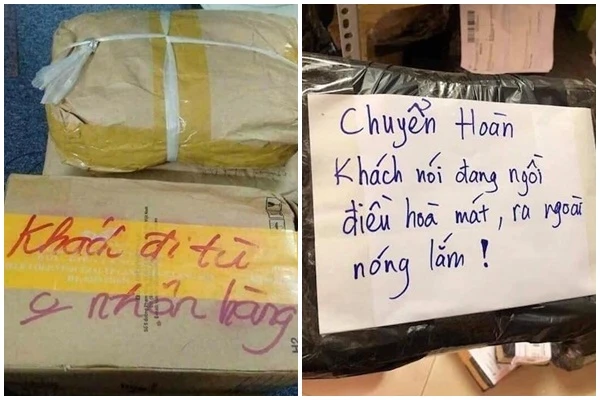 Khách đi tù
ko nhận hàng
Chuyển Hoàn
Khách nói đang ngồi
điều hoà mát, ra ngoài
nóng lắm !